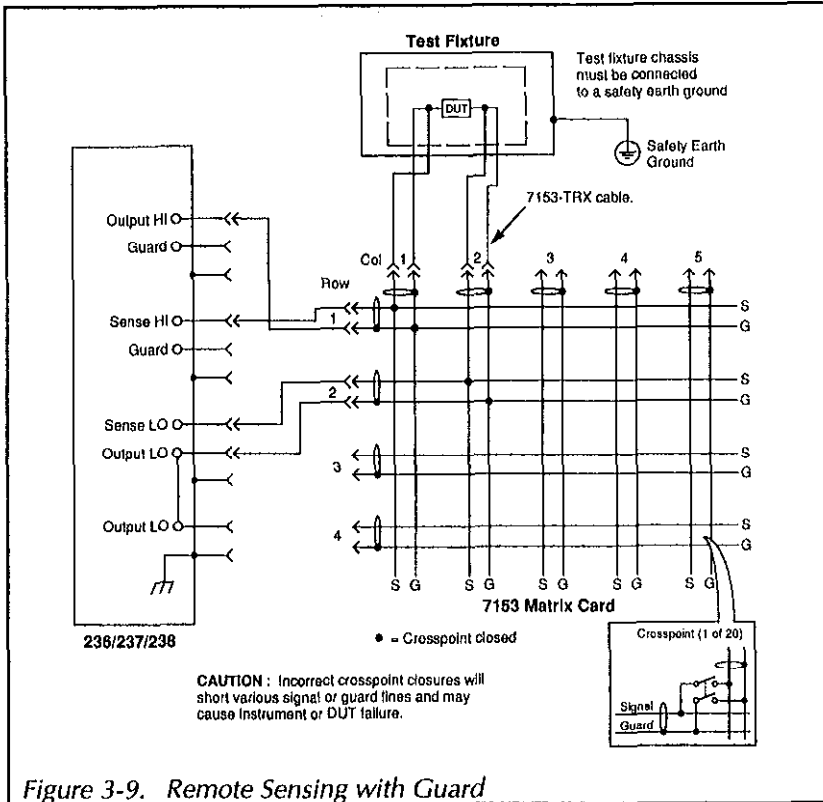 Test Fixture
Test fixture chassis
must be connected
to a safety earth ground
DUT
Safety Earth
Ground
7153-TRX cable.
Output HI
Guard
Sense HI
Guard
Sense LO
Output LO
Output LO
236/237/238
Col 1 2 3 4 5
Row
1
S
G
2
S
G
3
S
G
4
S
G
S G S G S G S G S G
7153 Matrix Card
● = Crosspoint closed
Crosspoint (1 of 20)
Signal
Guard
CAUTION : Incorrect crosspoint closures will
short various signal or guard lines and may
cause Instrument or DUT failure.
Figure 3-9. Remote Sensing with Guard